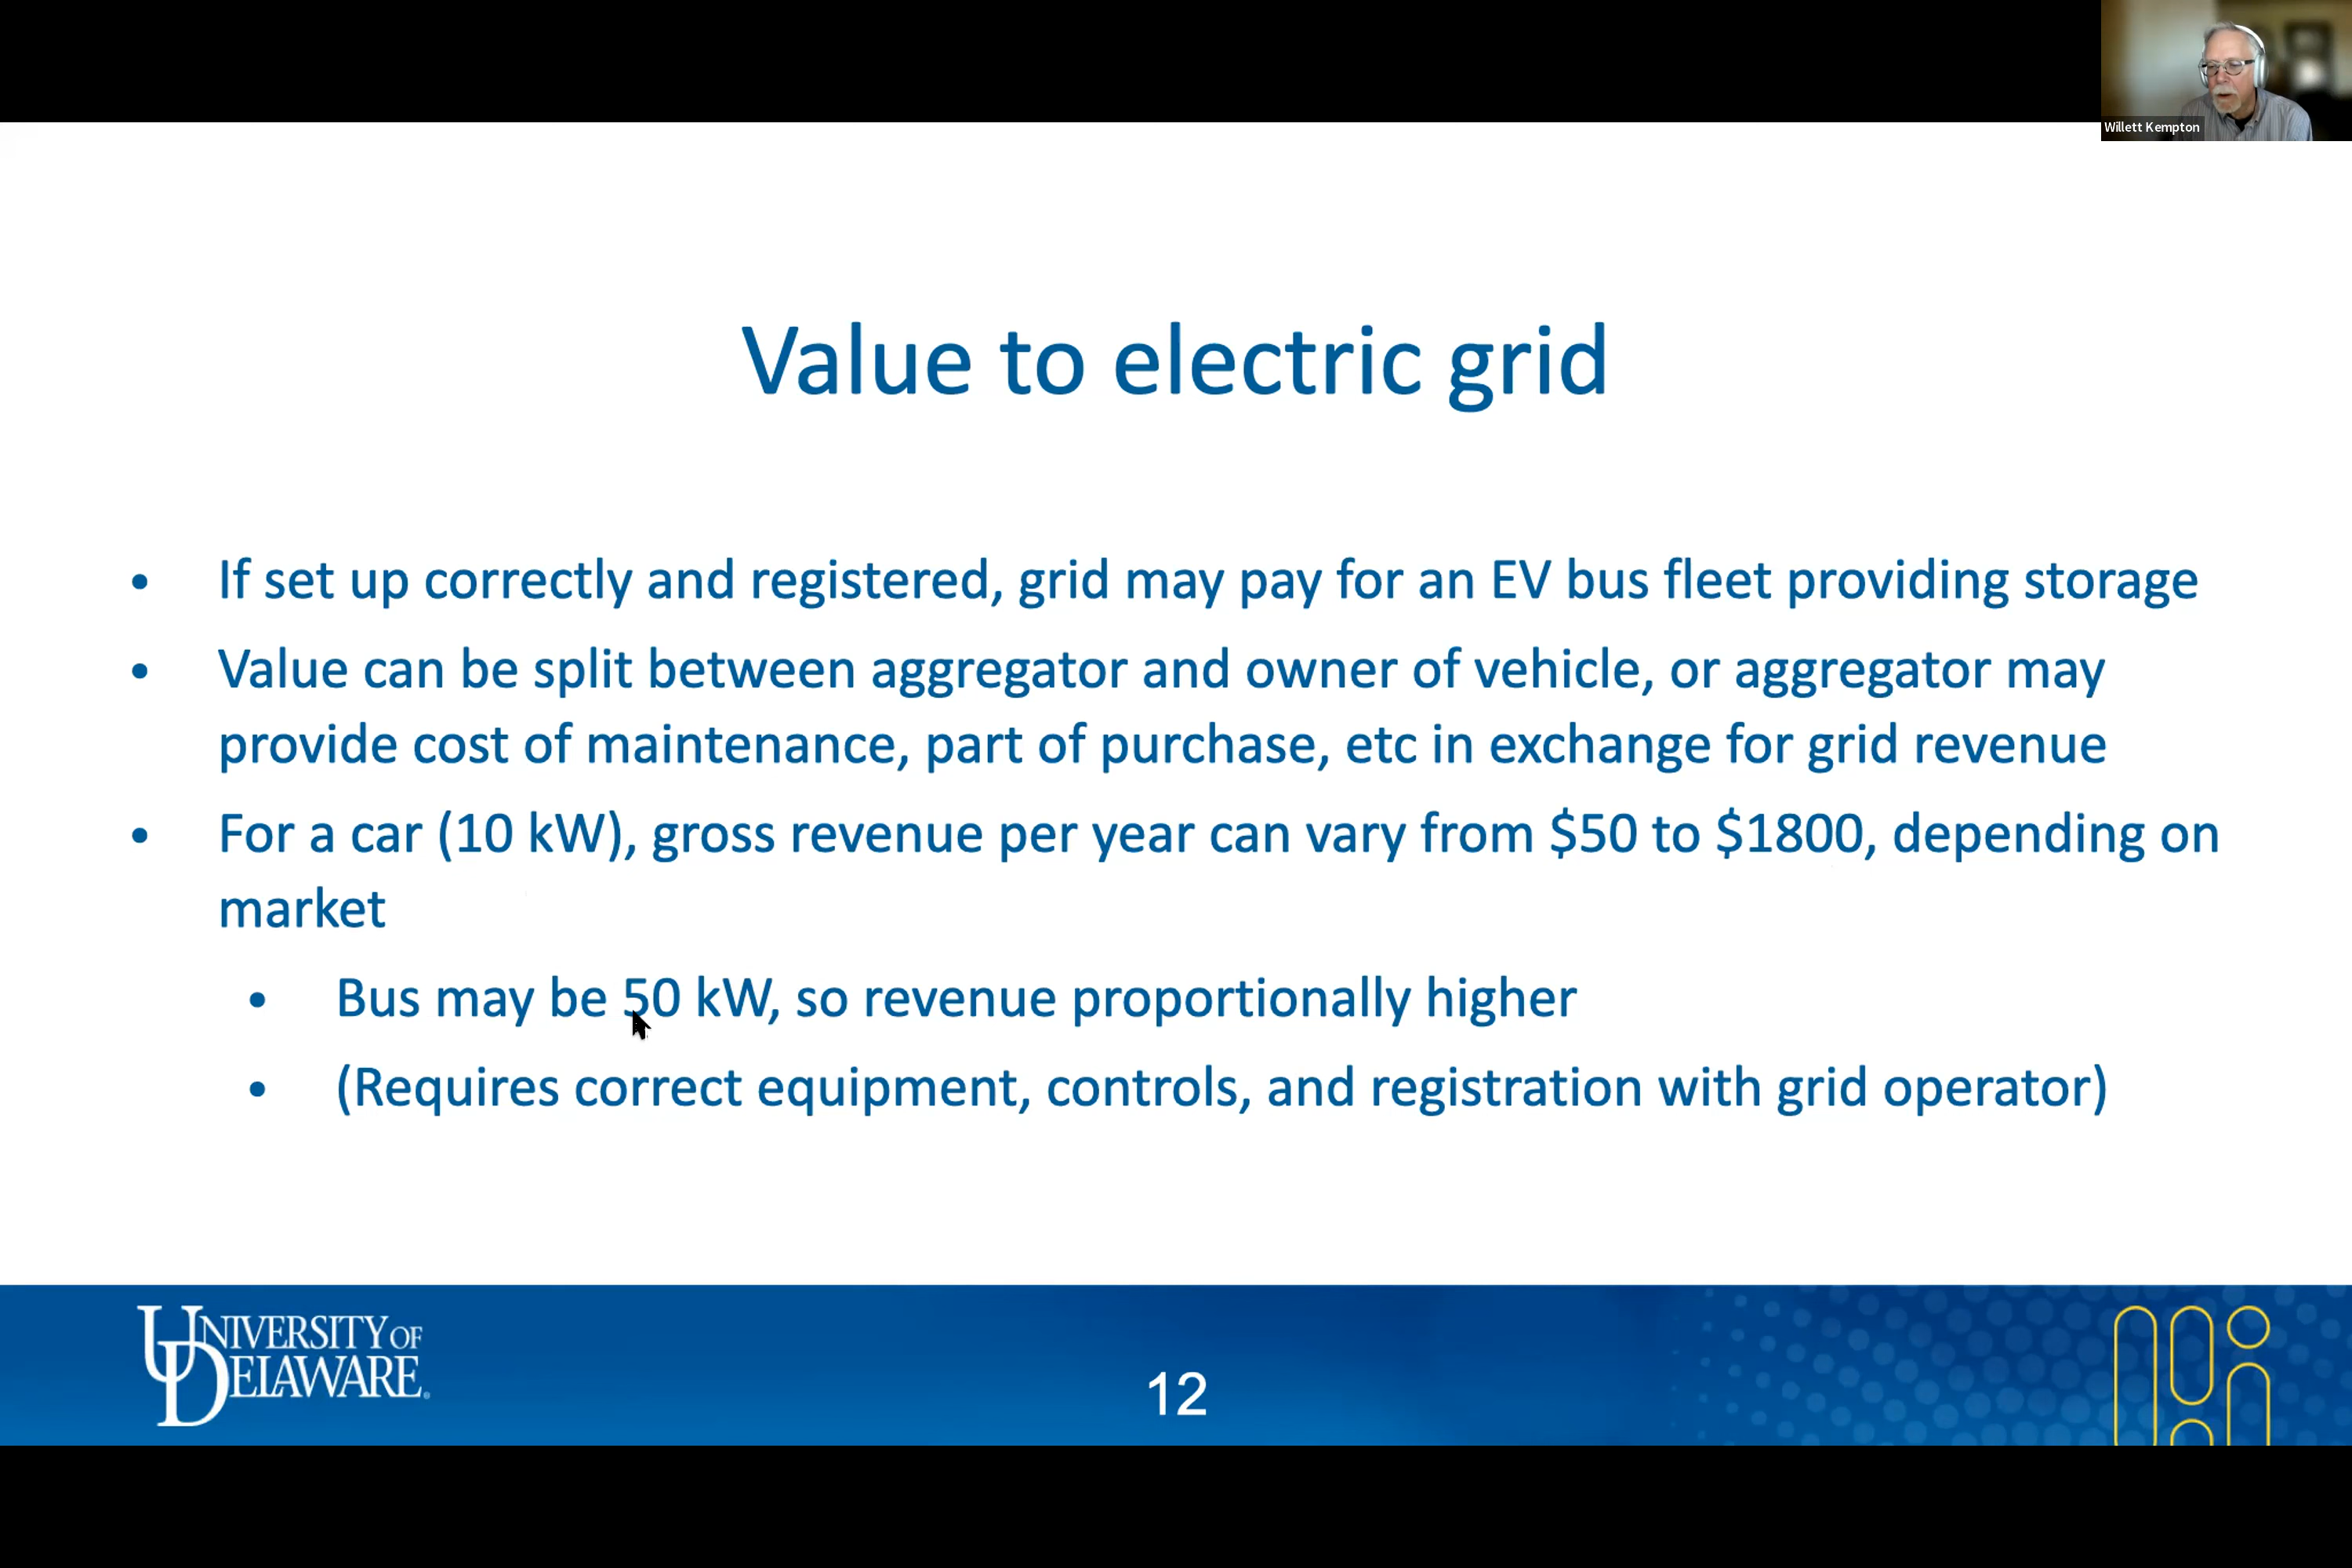 Willett Kempton
Value to electric grid
• If set up correctly and registered, grid may pay for an EV bus fleet providing storage
• Value can be split between aggregator and owner of vehicle, or aggregator may
provide cost of maintenance, part of purchase, etc in exchange for grid revenue
• For a car (10 kW), gross revenue per year can vary from $50 to $1800, depending on
market
• Bus may be 50 kW, so revenue proportionally higher
• (Requires correct equipment, controls, and registration with grid operator)
UNIVERSITY OF
DELAWARE®
12